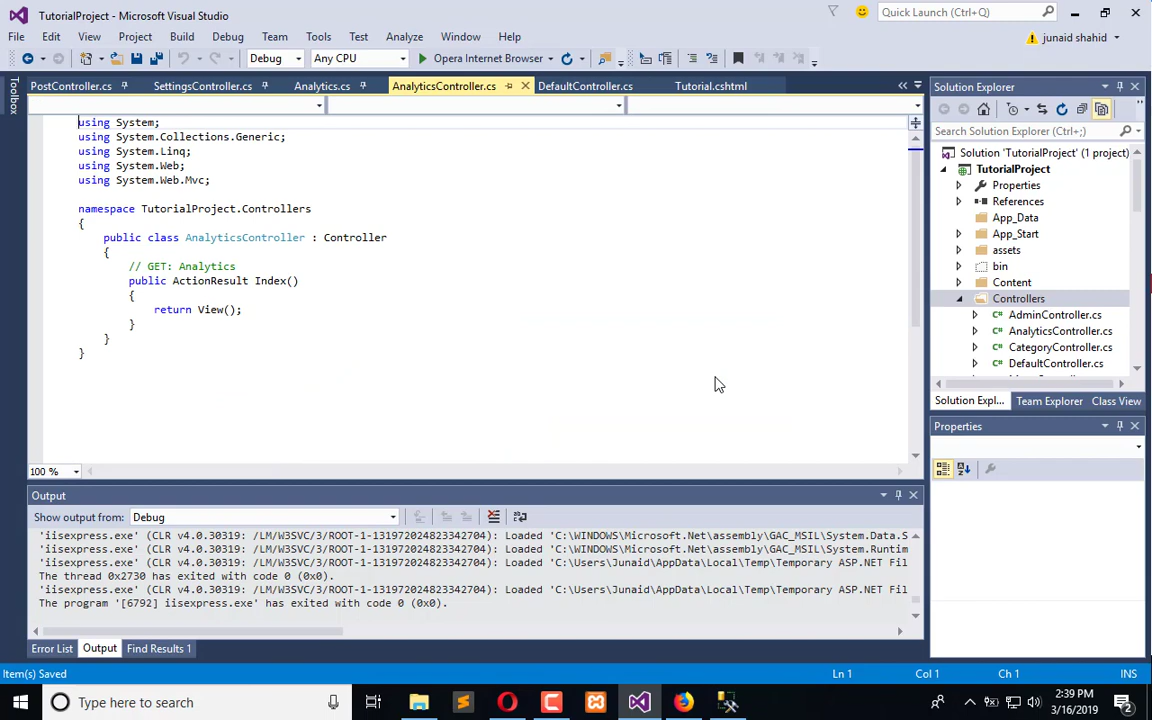 TutorialProject - Microsoft Visual Studio
Quick Launch (Ctrl+Q)
File Edit View Project Build Debug Team Tools Test Analyze Window Help
junaid shahid
Debug Any CPU Opera Internet Browser
Toolbox
PostController.cs SettingsController.cs Analytics.cs AnalyticsController.cs DefaultController.cs Tutorial.cshtml
using System;
using System.Collections.Generic;
using System.Linq;
using System.Web;
using System.Web.Mvc;
namespace TutorialProject.Controllers
{
public class AnalyticsController : Controller
{
// GET: Analytics
public ActionResult Index()
{
return View();
}
}
}
100 %
Solution Explorer
Search Solution Explorer (Ctrl+;)
Solution 'TutorialProject' (1 project)
TutorialProject
Properties
References
App_Data
App_Start
assets
bin
Content
Controllers
AdminController.cs
AnalyticsController.cs
CategoryController.cs
DefaultController.cs
Solution Expl... Team Explorer Class View
Properties
Output
Show output from: Debug
'iisexpress.exe' (CLR v4.0.30319: /LM/W3SVC/3/ROOT-1-131972024823342704): Loaded 'C:\WINDOWS\Microsoft.Net\assembly\GAC_MSIL\System.Data.S
'iisexpress.exe' (CLR v4.0.30319: /LM/W3SVC/3/ROOT-1-131972024823342704): Loaded 'C:\WINDOWS\Microsoft.Net\assembly\GAC_MSIL\System.Runtim
'iisexpress.exe' (CLR v4.0.30319: /LM/W3SVC/3/ROOT-1-131972024823342704): Loaded 'C:\Users\Junaid\AppData\Local\Temp\Temporary ASP.NET Fil
The thread 0x2730 has exited with code 0 (0x0).
'iisexpress.exe' (CLR v4.0.30319: /LM/W3SVC/3/ROOT-1-131972024823342704): Loaded 'C:\Users\Junaid\AppData\Local\Temp\Temporary ASP.NET Fil
The program '[6792] iisexpress.exe' has exited with code 0 (0x0).
Error List Output Find Results 1
Item(s) Saved Ln 1 Col 1 Ch 1 INS
Type here to search
2:39 PM
3/16/2019
2